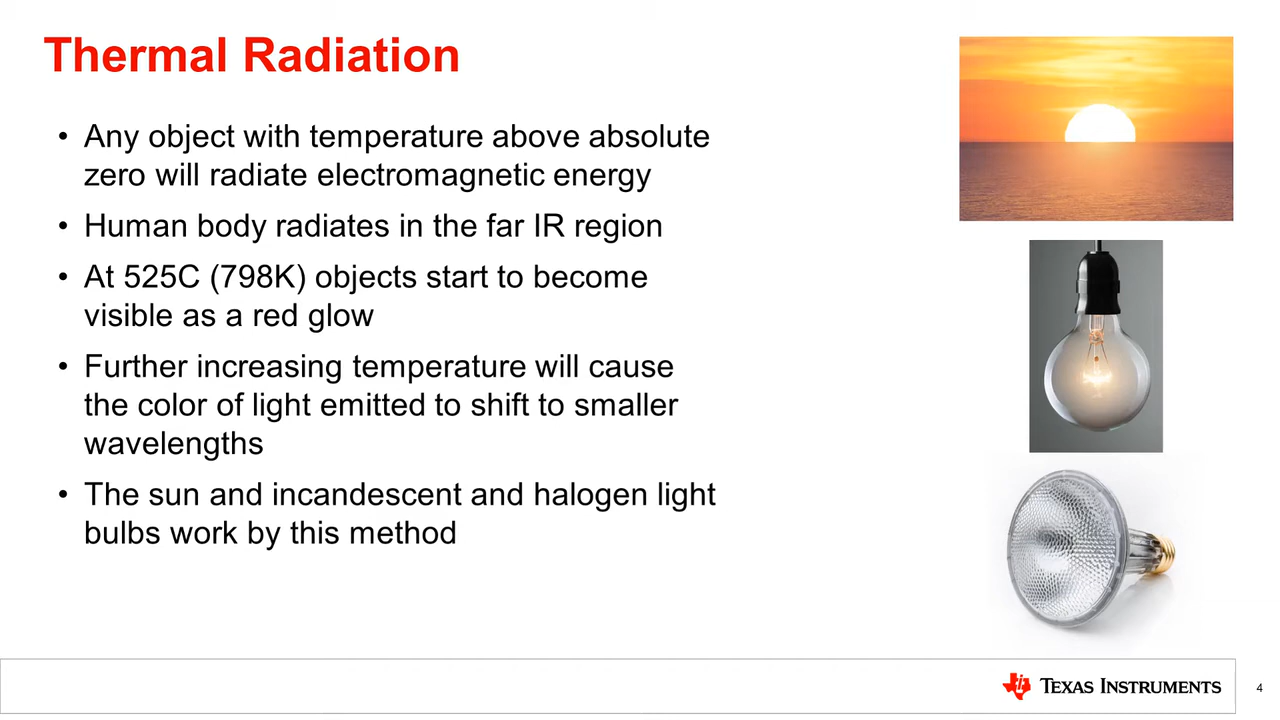 Thermal Radiation
• Any object with temperature above absolute
zero will radiate electromagnetic energy
• Human body radiates in the far IR region
• At 525C (798K) objects start to become
visible as a red glow
• Further increasing temperature will cause
the color of light emitted to shift to smaller
wavelengths
• The sun and incandescent and halogen light
bulbs work by this method
TEXAS INSTRUMENTS
4